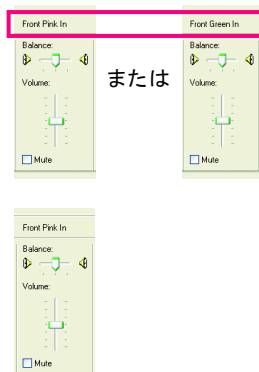 Front Pink In
Balance:
Volume:
Mute
または
Front Green In
Balance:
Volume:
Mute
Front Pink In
Balance:
Volume:
Mute